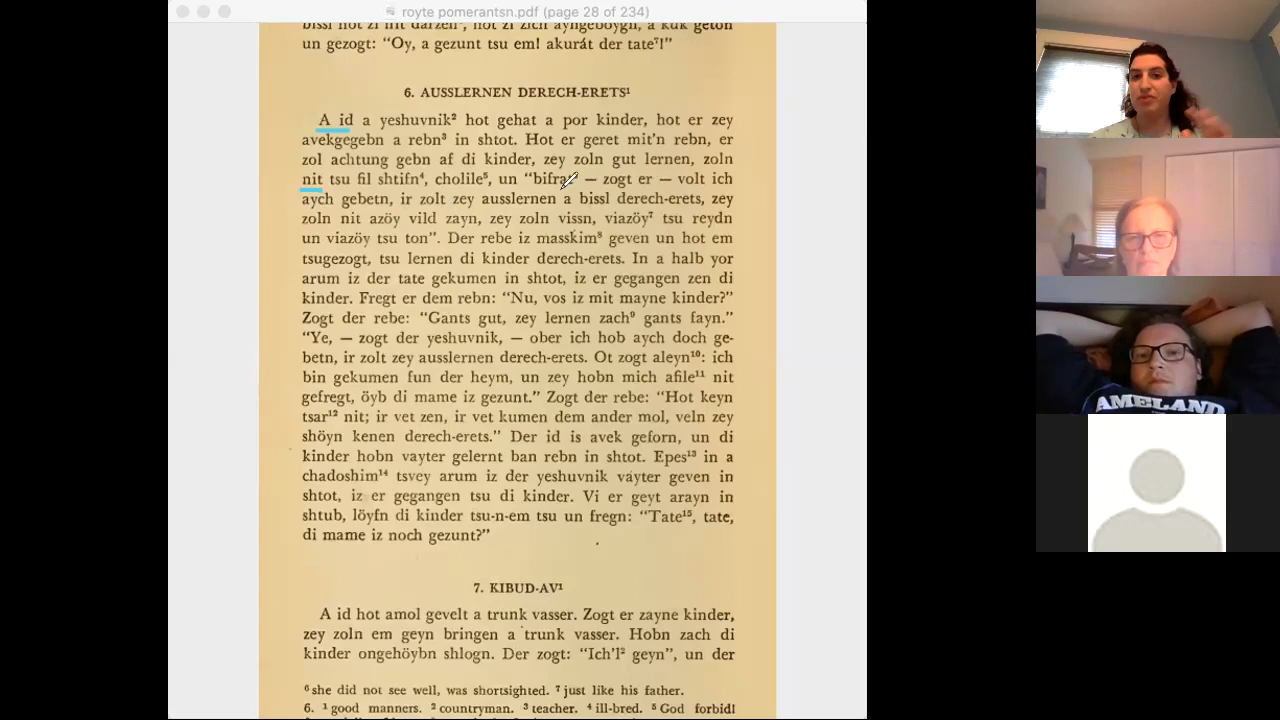 royte pomerantsn.pdf (page 28 of 234)
bissl hot zi nit darzen⁶, hot zi zich ayngeboygn, a kuk geton
un gezogt: “Oy, a gezunt tsu em! akurát der tate⁷!”
6. AUSSLERNEN DERECH-ERETS¹
A id a yeshuvnik² hot gehat a por kinder, hot er zey
avekgegebn a rebn³ in shtot. Hot er geret mit’n rebn, er
zol achtung gebn af di kinder, zey zoln gut lernen, zoln
nit tsu fil shtifn⁴, cholile⁵, un “bifrat⁶ — zogt er — volt ich
aych gebetn, ir zolt zey ausslernen a bissl derech-erets, zey
zoln nit azöy vild zayn, zey zoln vissn, viazöy⁷ tsu reydn
un viazöy tsu ton”. Der rebe iz masskim⁸ geven un hot em
tsugezogt, tsu lernen di kinder derech-erets. In a halb yor
arum iz der tate gekumen in shtot, iz er gegangen zen di
kinder. Fregt er dem rebn: “Nu, vos iz mit mayne kinder?”
Zogt der rebe: “Gants gut, zey lernen zach⁹ gants fayn.”
“Ye, — zogt der yeshuvnik, — ober ich hob aych doch ge-
betn, ir zolt zey ausslernen derech-erets. Ot zogt aleyn¹⁰: ich
bin gekumen fun der heym, un zey hobn mich afile¹¹ nit
gefregt, öyb di mame iz gezunt.” Zogt der rebe: “Hot keyn
tsar¹² nit; ir vet zen, ir vet kumen dem ander mol, veln zey
shöyn kenen derech-erets.” Der id is avek geforn, un di
kinder hobn vayter gelernt ban rebn in shtot. Epes¹³ in a
chadoshim¹⁴ tsvey arum iz der yeshuvnik vayter geven in
shtot, iz er gegangen tsu di kinder. Vi er geyt arayn in
shtub, löyfn di kinder tsu-n-em tsu un fregn: “Tate¹⁵, tate,
di mame iz noch gezunt?”
7. KIBUD-AV¹
A id hot amol gevelt a trunk vasser. Zogt er zayne kinder,
zey zoln em geyn bringen a trunk vasser. Hobn zach di
kinder ongehöybn shlogn. Der zogt: “Ich’l² geyn”, un der
⁶ she did not see well, was shortsighted. ⁷ just like his father.
6. ¹ good manners. ² countryman. ³ teacher. ⁴ ill-bred. ⁵ God forbid!
AMELAND